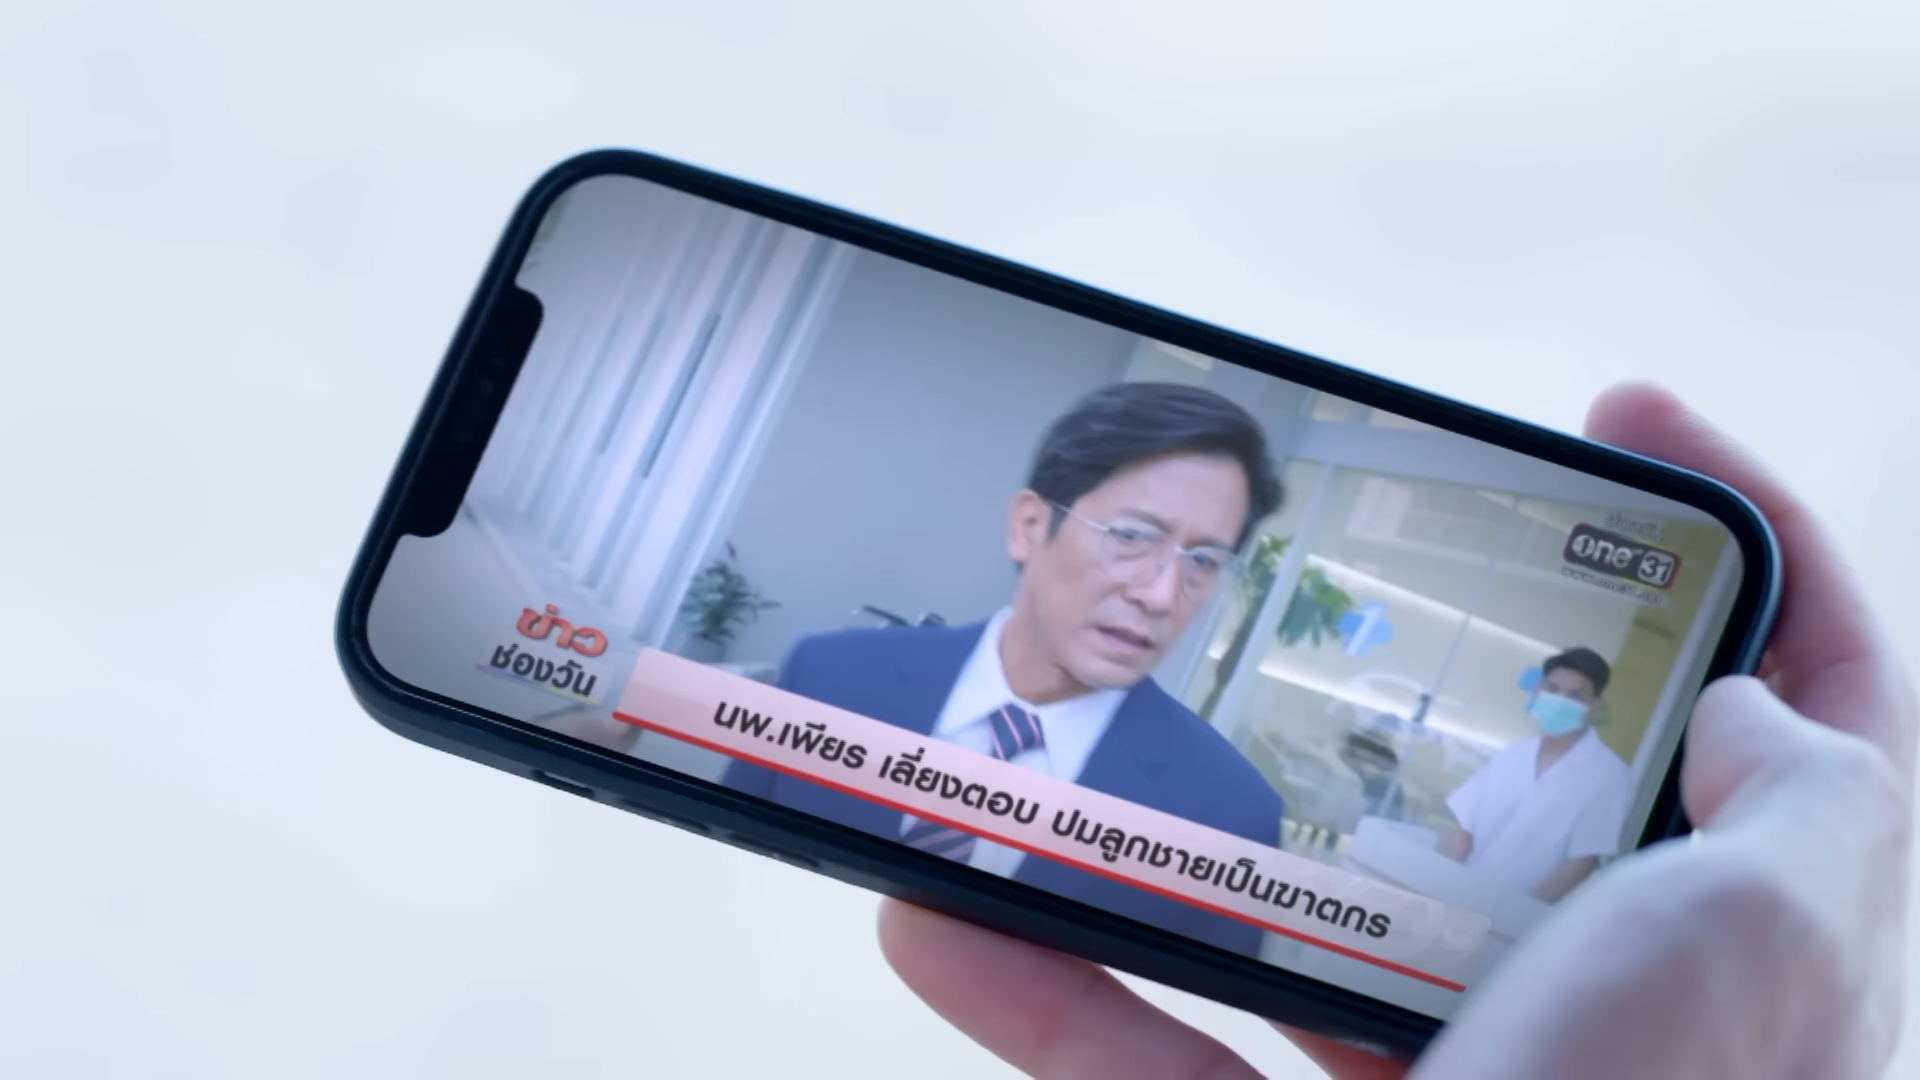 one 31
ข่าว
ช่องวัน
นพ.เพียร เลี่ยงตอบ ปมลูกชายเป็นฆาตกร